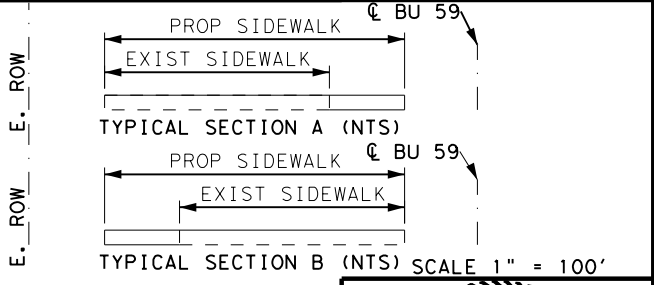 ℄ BU 59
PROP SIDEWALK
EXIST SIDEWALK
E. ROW
TYPICAL SECTION A (NTS)
℄ BU 59
PROP SIDEWALK
EXIST SIDEWALK
E. ROW
TYPICAL SECTION B (NTS)
SCALE 1" = 100'